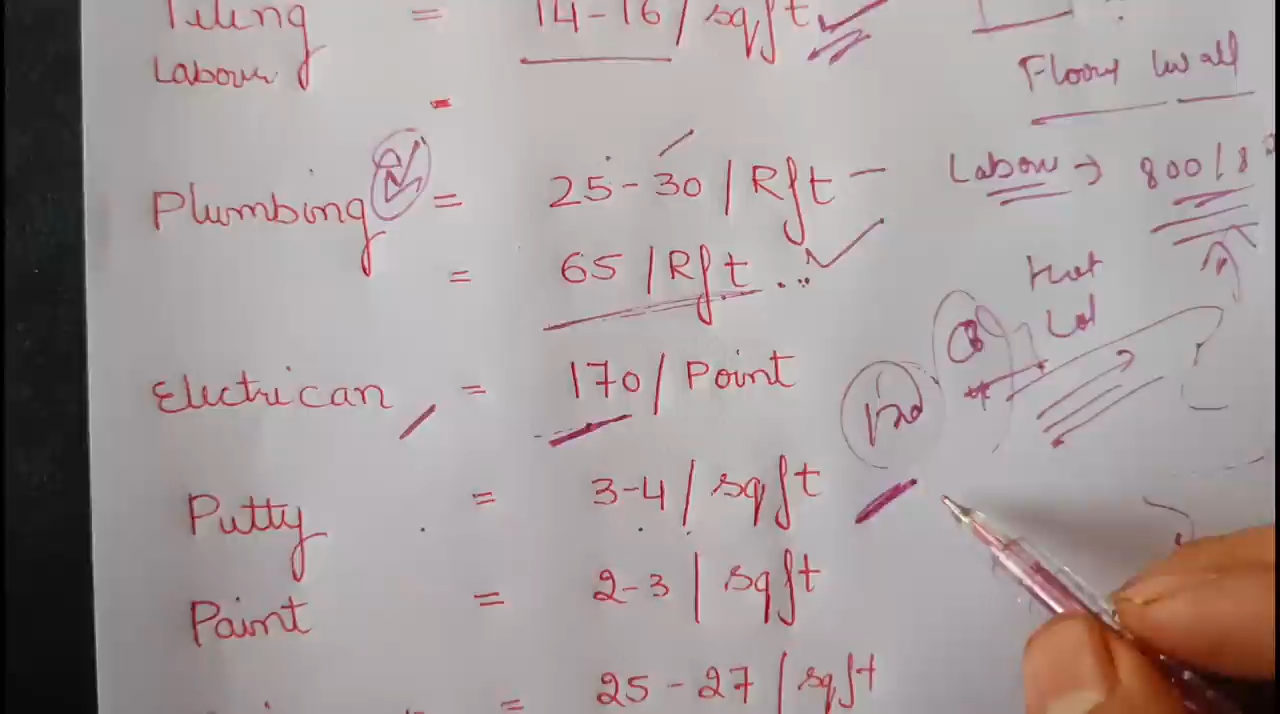 Tiling = 14-16/sqft
Labour
Floor wall
Labour → 800/8
Plumbing = 25-30/Rft -
= 65/Rft ...
Electrican = 170/Point
Putty = 3-4/sqft
Paint = 2-3/sqft
= 25-27/sqft